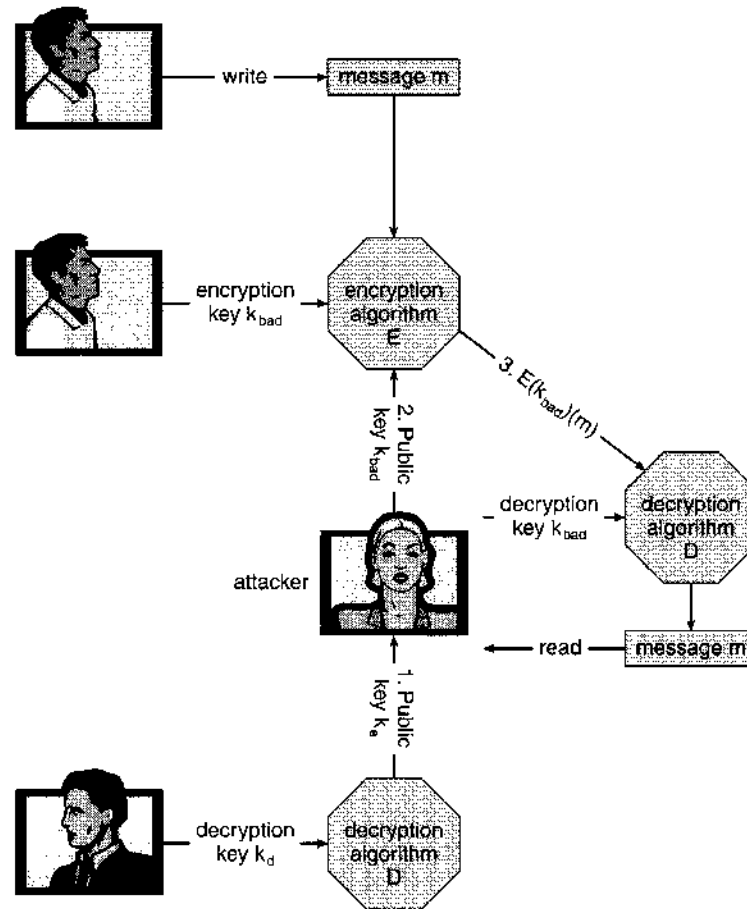 write
message m
encryption
key k_bad
encryption
algorithm
E
3. E(k_bad)(m)
2. Public
key k_bad
decryption
key k_bad
decryption
algorithm
D
attacker
read
message m
1. Public
key k_e
decryption
key k_d
decryption
algorithm
D